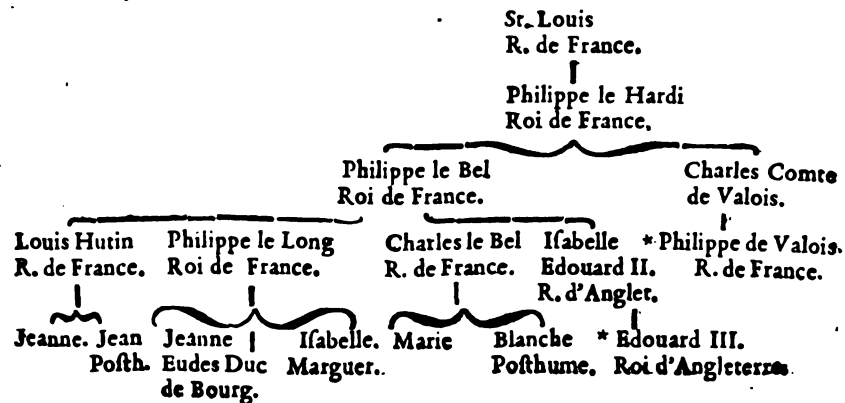 St. Louis
R. de France.
Philippe le Hardi
Roi de France.
Philippe le Bel Charles Comte
Roi de France. de Valois.
Louis Hutin Philippe le Long Charles le Bel Iſabelle * Philippe de Valois.
R. de France. Roi de France. R. de France. Edouard II. R. de France.
R. d'Anglet.
Jeanne. Jean Jeanne Iſabelle. Marie Blanche * Edouard III.
Poſth. Eudes Duc Marguer. Poſthume. Roi d'Angleterre.
de Bourg.